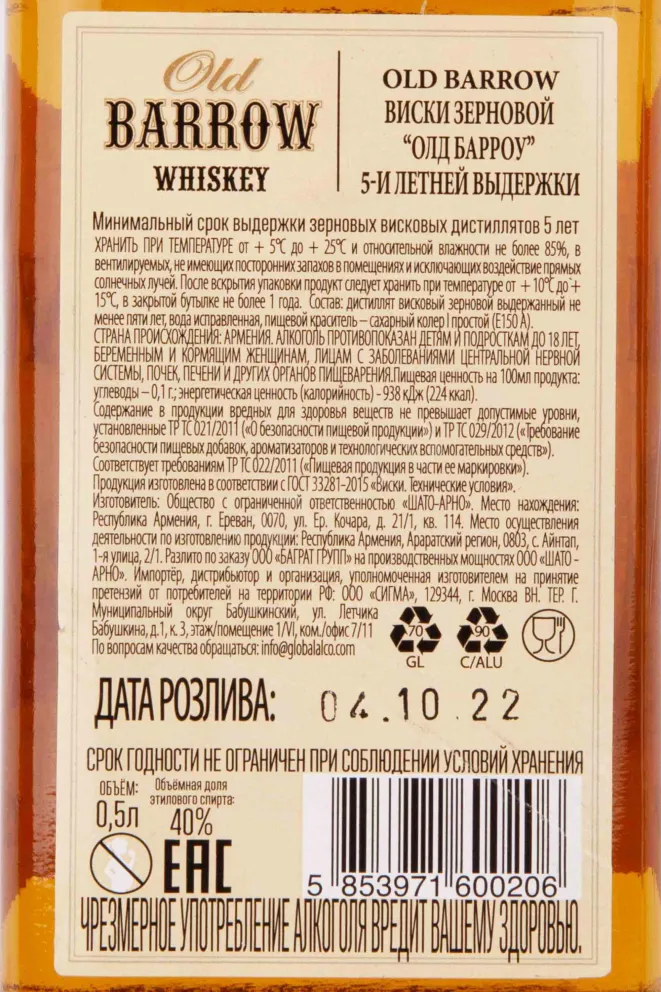 Old
BARROW
WHISKEY
OLD BARROW
ВИСКИ ЗЕРНОВОЙ
“ОЛД БАРРОУ”
5-И ЛЕТНЕЙ ВЫДЕРЖКИ
Минимальный срок выдержки зерновых висковых дистиллятов 5 лет
ХРАНИТЬ ПРИ ТЕМПЕРАТУРЕ от + 5℃ до + 25℃ и относительной влажности не более 85%, в
вентилируемых, не имеющих посторонних запахов в помещениях и исключающих воздействие прямых
солнечных лучей. После вскрытия упаковки продукт следует хранить при температуре от + 10℃ до +
15℃, в закрытой бутылке не более 1 года. Состав: дистиллят висковый зерновой выдержанный не
менее пяти лет, вода исправленная, пищевой краситель – сахарный колер I простой (Е150 А).
СТРАНА ПРОИСХОЖДЕНИЯ: АРМЕНИЯ. АЛКОГОЛЬ ПРОТИВОПОКАЗАН ДЕТЯМ И ПОДРОСТКАМ ДО 18 ЛЕТ,
БЕРЕМЕННЫМ И КОРМЯЩИМ ЖЕНЩИНАМ, ЛИЦАМ С ЗАБОЛЕВАНИЯМИ ЦЕНТРАЛЬНОЙ НЕРВНОЙ
СИСТЕМЫ, ПОЧЕК, ПЕЧЕНИ И ДРУГИХ ОРГАНОВ ПИЩЕВАРЕНИЯ.Пищевая ценность на 100мл продукта:
углеводы – 0,1 г.; энергетическая ценность (калорийность) - 938 кДж (224 ккал).
Содержание в продукции вредных для здоровья веществ не превышает допустимые уровни,
установленные ТР ТС 021/2011 («О безопасности пищевой продукции») и ТР ТС 029/2012 («Требование
безопасности пищевых добавок, ароматизаторов и технологических вспомогательных средств»).
Соответствует требованиям ТР ТС 022/2011 («Пищевая продукция в части ее маркировки»).
Продукция изготовлена в соответствии с ГОСТ 33281-2015 «Виски. Технические условия».
Изготовитель: Общество с ограниченной ответственностью «ШАТО-АРНО». Место нахождения:
Республика Армения, г. Ереван, 0070, ул. Ер. Кочара, д. 21/1, кв. 114. Место осуществления
деятельности по изготовлению продукции: Республика Армения, Араратский регион, 0803, с. Айнтап,
1-я улица, 2/1. Разлито по заказу ООО «БАГРАТ ГРУПП» на производственных мощностях ООО «ШАТО -
АРНО». Импортёр, дистрибьютор и организация, уполномоченная изготовителем на принятие
претензий от потребителей на территории РФ: ООО «СИГМА», 129344, г. Москва ВН. ТЕР. Г.
Муниципальный округ Бабушкинский, ул. Летчика
Бабушкина, д.1, к. 3, этаж/помещение 1/VI, ком./офис 7/11
По вопросам качества обращаться: info@globalalco.com
70
GL
90
C/ALU
ДАТА РОЗЛИВА: 04.10.22
СРОК ГОДНОСТИ НЕ ОГРАНИЧЕН ПРИ СОБЛЮДЕНИИ УСЛОВИЙ ХРАНЕНИЯ
ОБЪЁМ:
0,5л
Объёмная доля
этилового спирта:
40%
EAC
5 853971 600206
ЧРЕЗМЕРНОЕ УПОТРЕБЛЕНИЕ АЛКОГОЛЯ ВРЕДИТ ВАШЕМУ ЗДОРОВЬЮ.